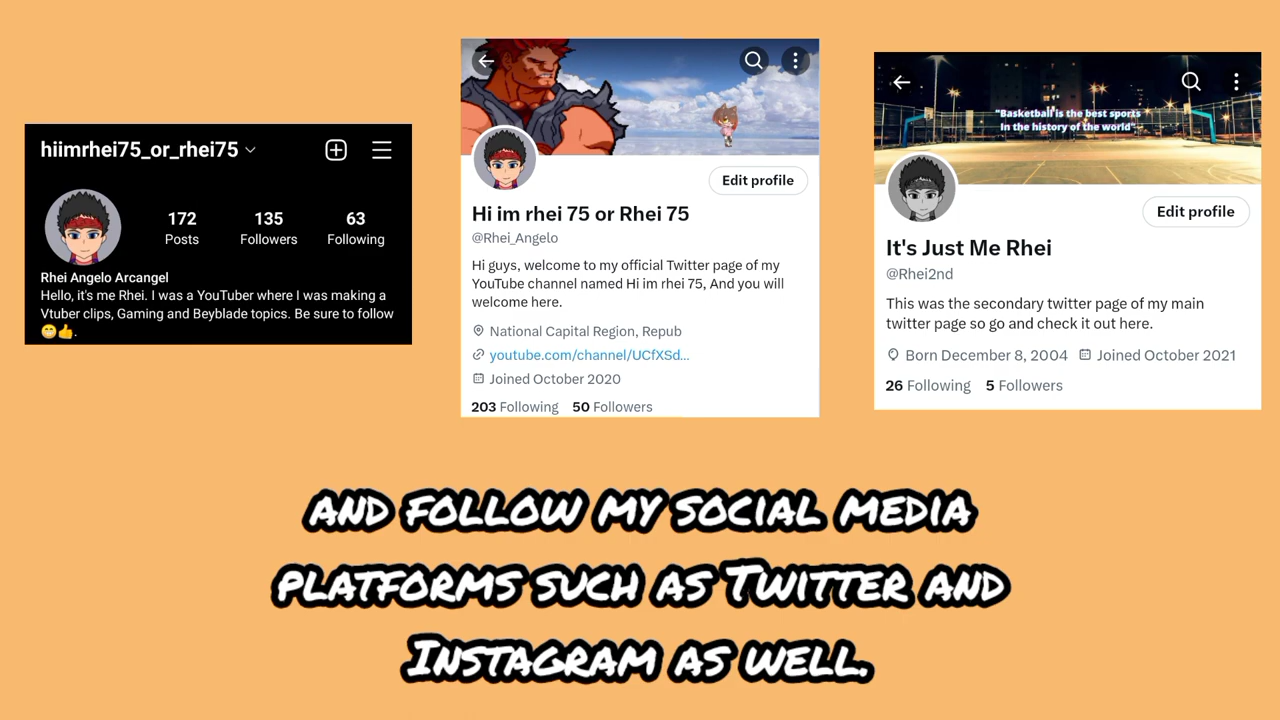 hiimrhei75_or_rhei75
172
135
63
Posts
Followers
Following
Rhei Angelo Arcangel
Hello, it's me Rhei. I was a YouTuber where I was making a
Vtuber clips, Gaming and Beyblade topics. Be sure to follow
😁👍.
Edit profile
Hi im rhei 75 or Rhei 75
@Rhei_Angelo
Hi guys, welcome to my official Twitter page of my
YouTube channel named Hi im rhei 75, And you will
welcome here.
National Capital Region, Repub
youtube.com/channel/UCfXSd...
Joined October 2020
203 Following 50 Followers
"Basketball is the best sports
In the history of the world"
Edit profile
It's Just Me Rhei
@Rhei2nd
This was the secondary twitter page of my main
twitter page so go and check it out here.
Born December 8, 2004 Joined October 2021
26 Following 5 Followers
and follow my social media
platforms such as Twitter and
Instagram as well.